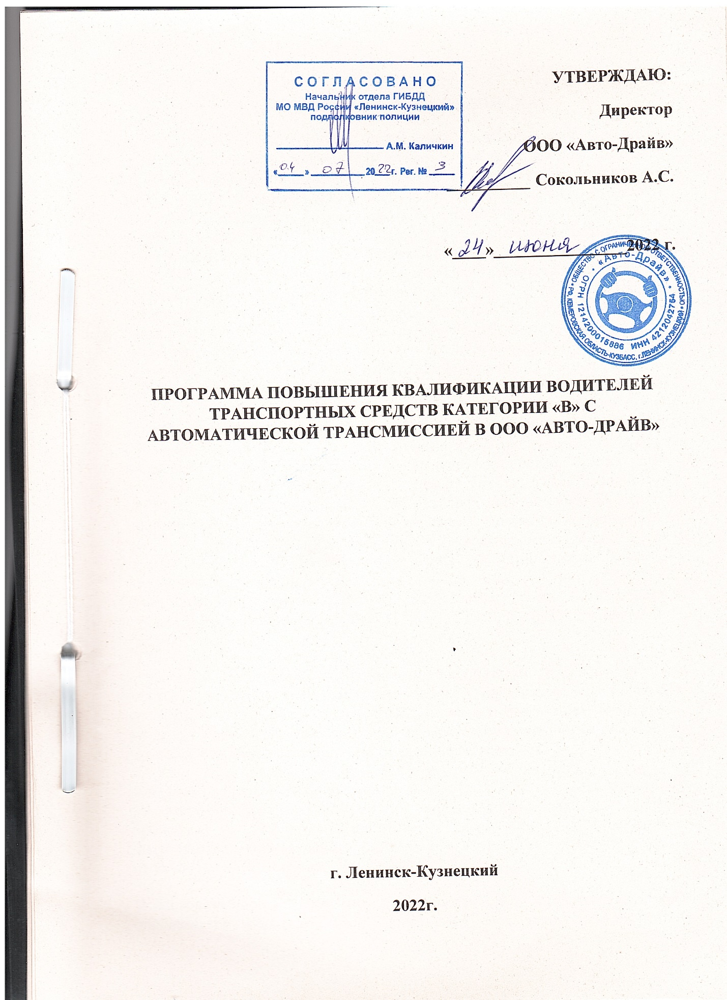 СОГЛАСОВАНО
Начальник отдела ГИБДД
МО МВД России «Ленинск-Кузнецкий»
подполковник полиции
А.М. Каличкин
«04» 07 2022г. Рег. № 3
УТВЕРЖДАЮ:
Директор
ООО «Авто-Драйв»
Сокольников А.С.
«24» июня 2022 г.
• ОБЩЕСТВО С ОГРАНИЧЕННОЙ ОТВЕТСТВЕННОСТЬЮ •
РФ, КЕМЕРОВСКАЯ ОБЛАСТЬ-КУЗБАСС, г.ЛЕНИНСК-КУЗНЕЦКИЙ
• «Авто-Драйв» •
ОГРН 1214200015886 ИНН 4212042754
ПРОГРАММА ПОВЫШЕНИЯ КВАЛИФИКАЦИИ ВОДИТЕЛЕЙ
ТРАНСПОРТНЫХ СРЕДСТВ КАТЕГОРИИ «В» С
АВТОМАТИЧЕСКОЙ ТРАНСМИССИЕЙ В ООО «АВТО-ДРАЙВ»
г. Ленинск-Кузнецкий
2022г.